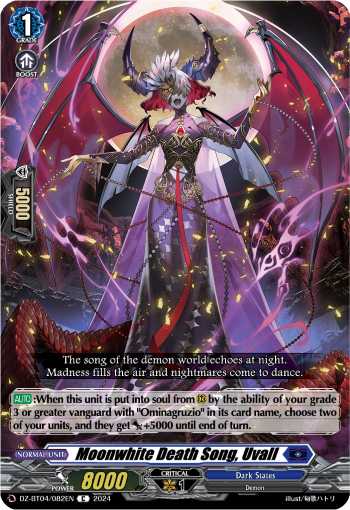 1
GRADE
BOOST
5000
SHIELD
The song of the demon world echoes at night.
Madness fills the air and nightmares come to dance.
AUTO When this unit is put into soul from by the ability of your grade
3 or greater vanguard with "Ominagruzio" in its card name, choose two
of your units, and they get +5000 until end of turn.
NORMAL UNIT
Moonwhite Death Song, Uvall
POWER 8000
CRITICAL
1
Dark States
Demon
DZ-BT04/082EN C 2024
illust/匈歌ハトリ